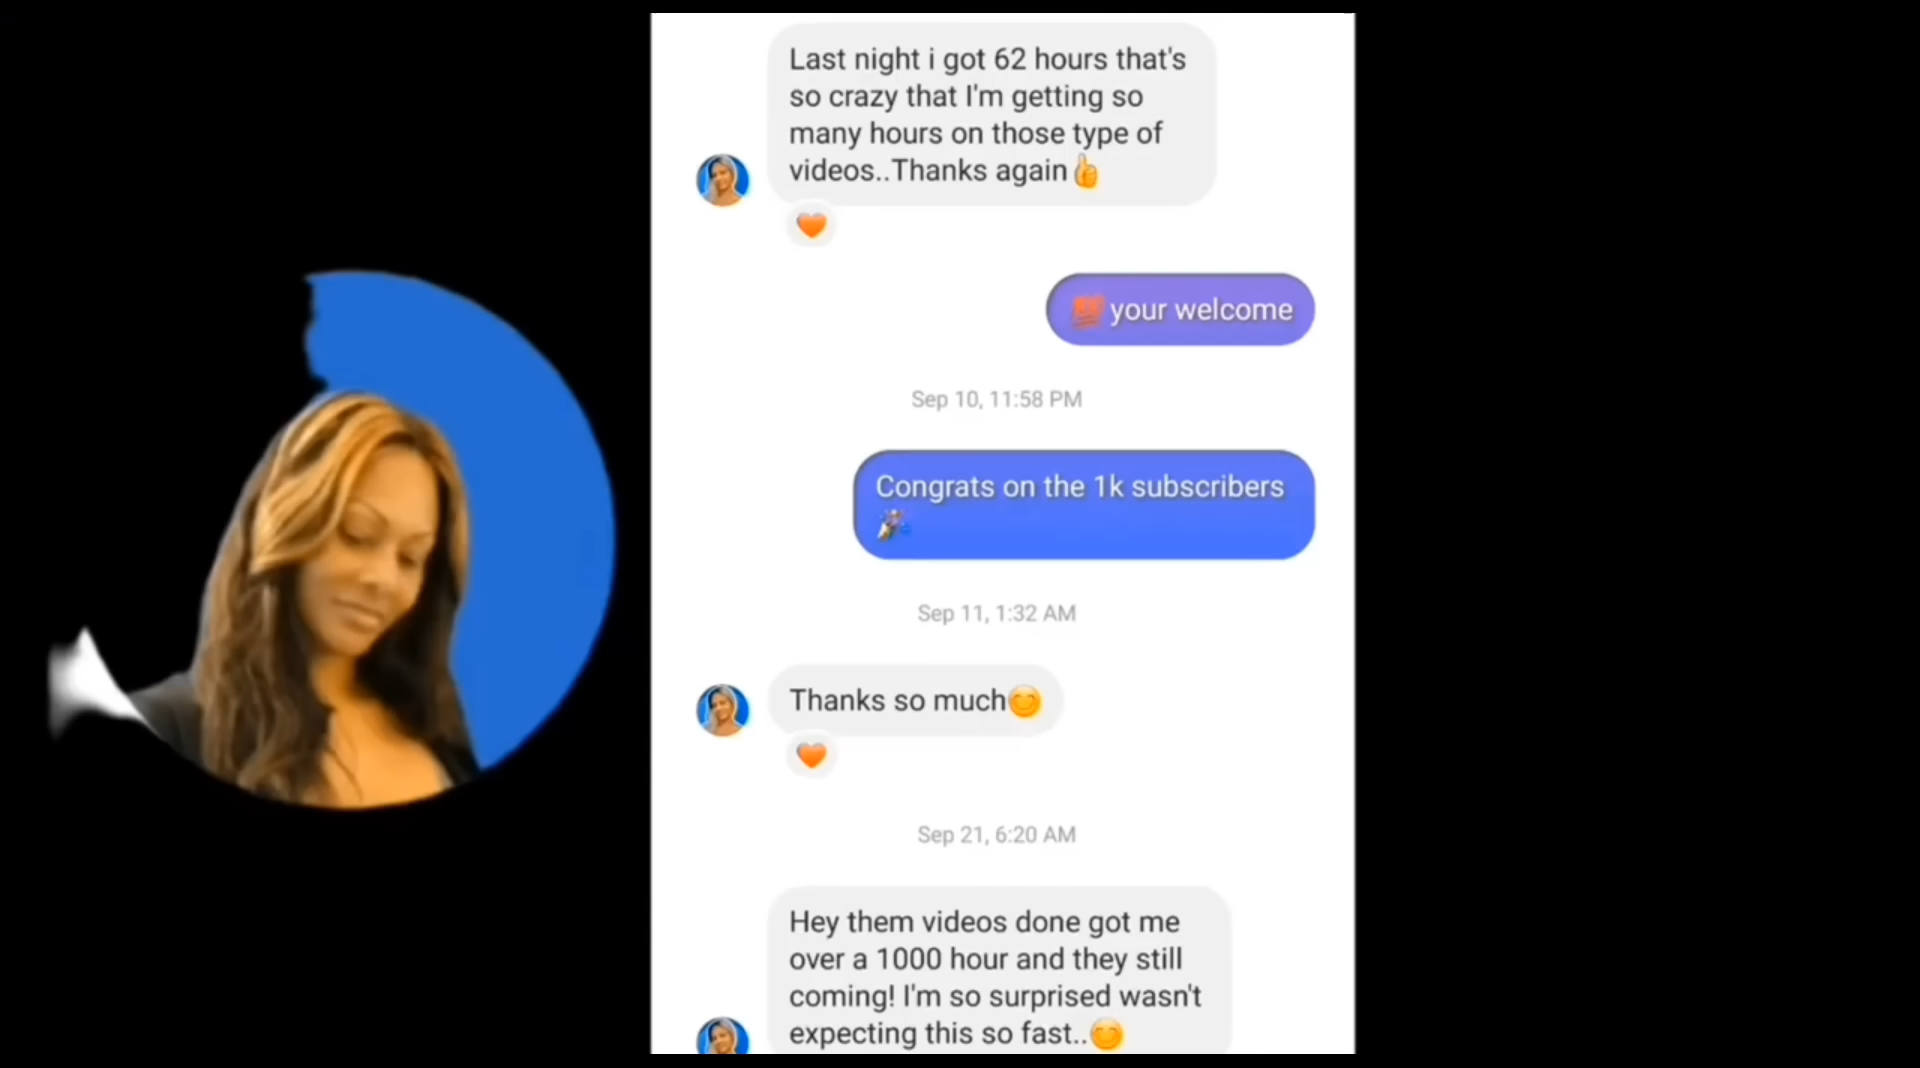 Last night i got 62 hours that's
so crazy that I'm getting so
many hours on those type of
videos..Thanks again👍
🧡
💯your welcome
Sep 10, 11:58 PM
Congrats on the 1k subscribers
🎉
Sep 11, 1:32 AM
Thanks so much😊
🧡
Sep 21, 6:20 AM
Hey them videos done got me
over a 1000 hour and they still
coming! I'm so surprised wasn't
expecting this so fast..😊